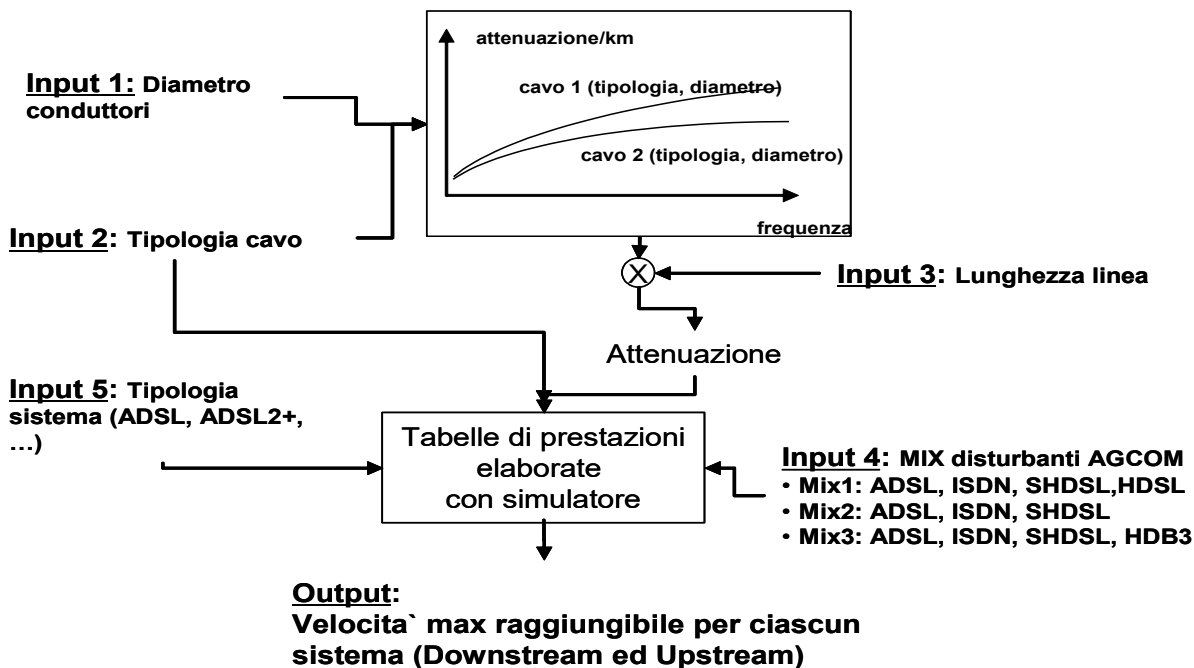 attenuazione/km
Input 1: Diametro
conduttori
cavo 1 (tipologia, diametro)
cavo 2 (tipologia, diametro)
frequenza
Input 2: Tipologia cavo
X
Input 3: Lunghezza linea
Attenuazione
Input 5: Tipologia
sistema (ADSL, ADSL2+,
...)
Tabelle di prestazioni
elaborate
con simulatore
Input 4: MIX disturbanti AGCOM
• Mix1: ADSL, ISDN, SHDSL,HDSL
• Mix2: ADSL, ISDN, SHDSL
• Mix3: ADSL, ISDN, SHDSL, HDB3
Output:
Velocita` max raggiungibile per ciascun
sistema (Downstream ed Upstream)